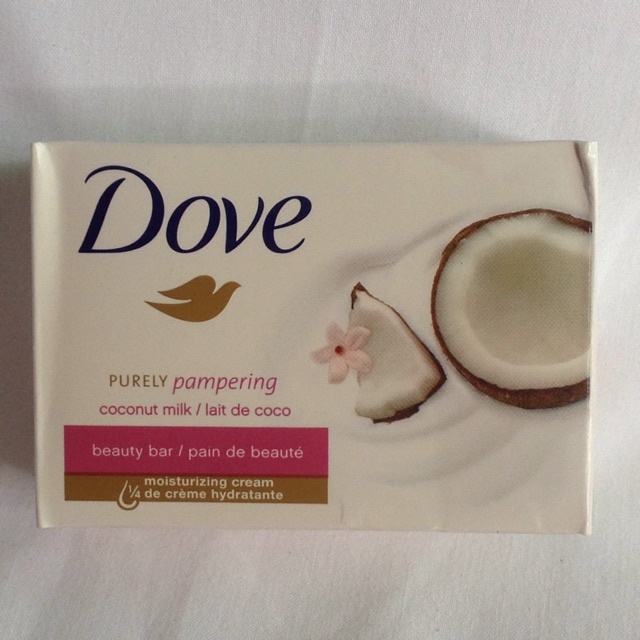 Dove
PURELY pampering
coconut milk / lait de coco
beauty bar / pain de beauté
moisturizing cream
¼ de crème hydratante